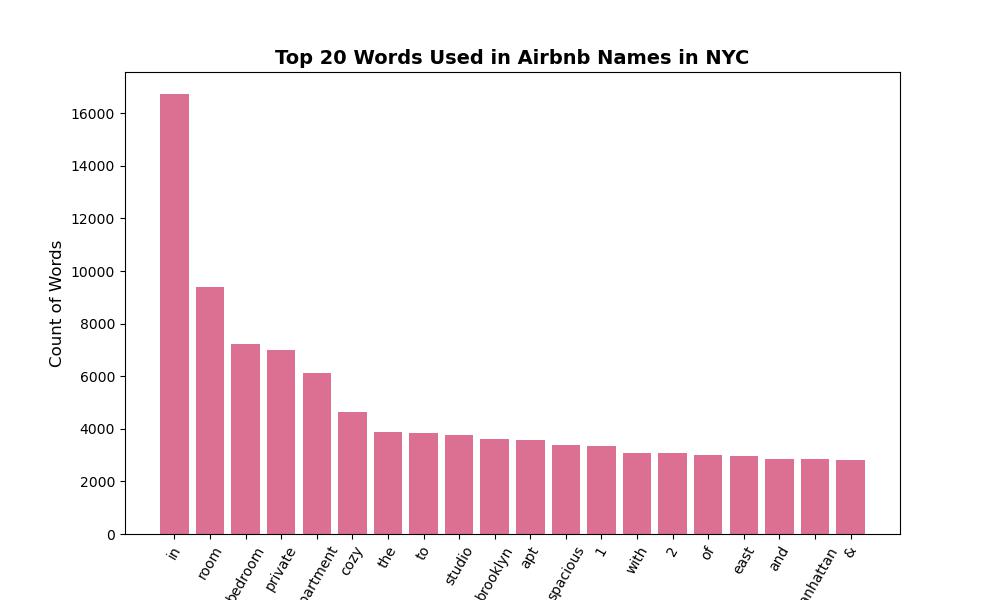 Top 20 Words Used in Airbnb Names in NYC
Count of Words
16000
14000
12000
10000
8000
6000
4000
2000
0
in
room
bedroom
private
partment
cozy
the
to
studio
brooklyn
apt
spacious
1
with
2
of
east
and
anhattan
&